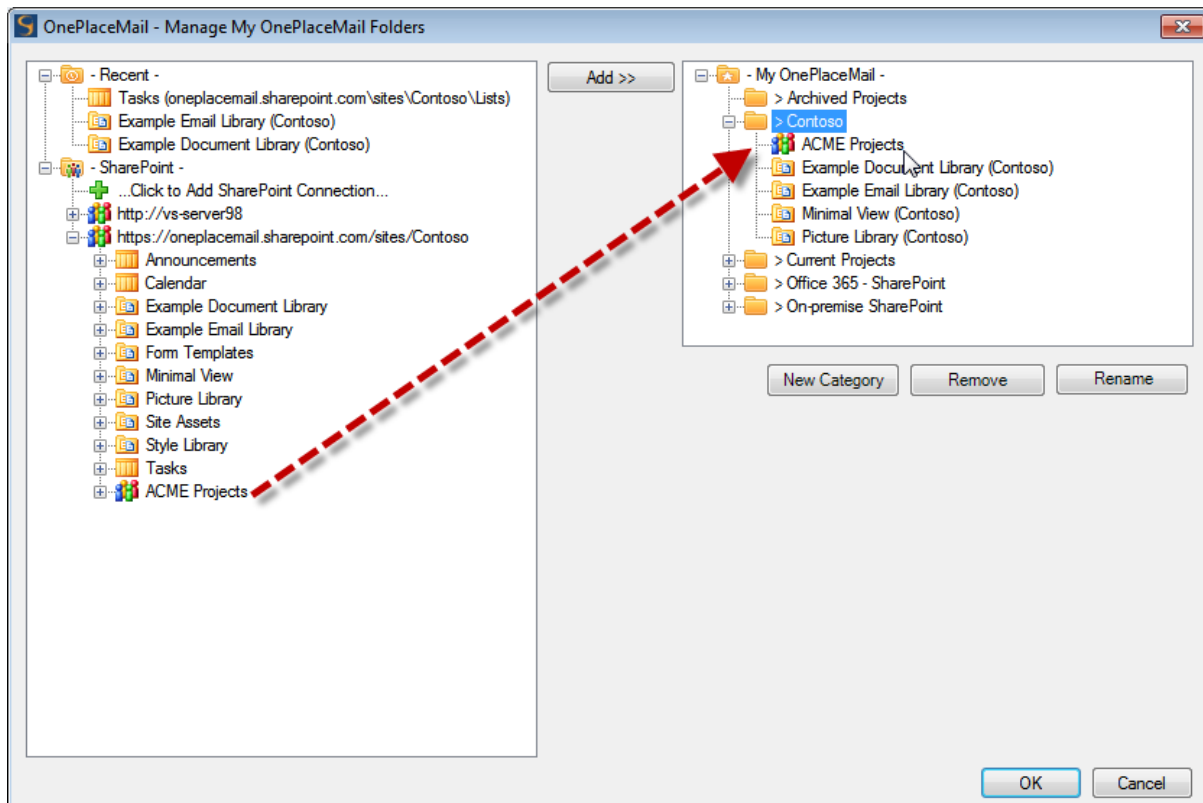 OnePlaceMail - Manage My OnePlaceMail Folders
- Recent -
Tasks (oneplacemail.sharepoint.com\sites\Contoso\Lists)
Example Email Library (Contoso)
Example Document Library (Contoso)
- SharePoint -
...Click to Add SharePoint Connection...
http://vs-server98
https://oneplacemail.sharepoint.com/sites/Contoso
Announcements
Calendar
Example Document Library
Example Email Library
Form Templates
Minimal View
Picture Library
Site Assets
Style Library
Tasks
ACME Projects
Add >>
- My OnePlaceMail -
> Archived Projects
> Contoso
ACME Projects
Example Document Library (Contoso)
Example Email Library (Contoso)
Minimal View (Contoso)
Picture Library (Contoso)
> Current Projects
> Office 365 - SharePoint
> On-premise SharePoint
New Category
Remove
Rename
OK
Cancel